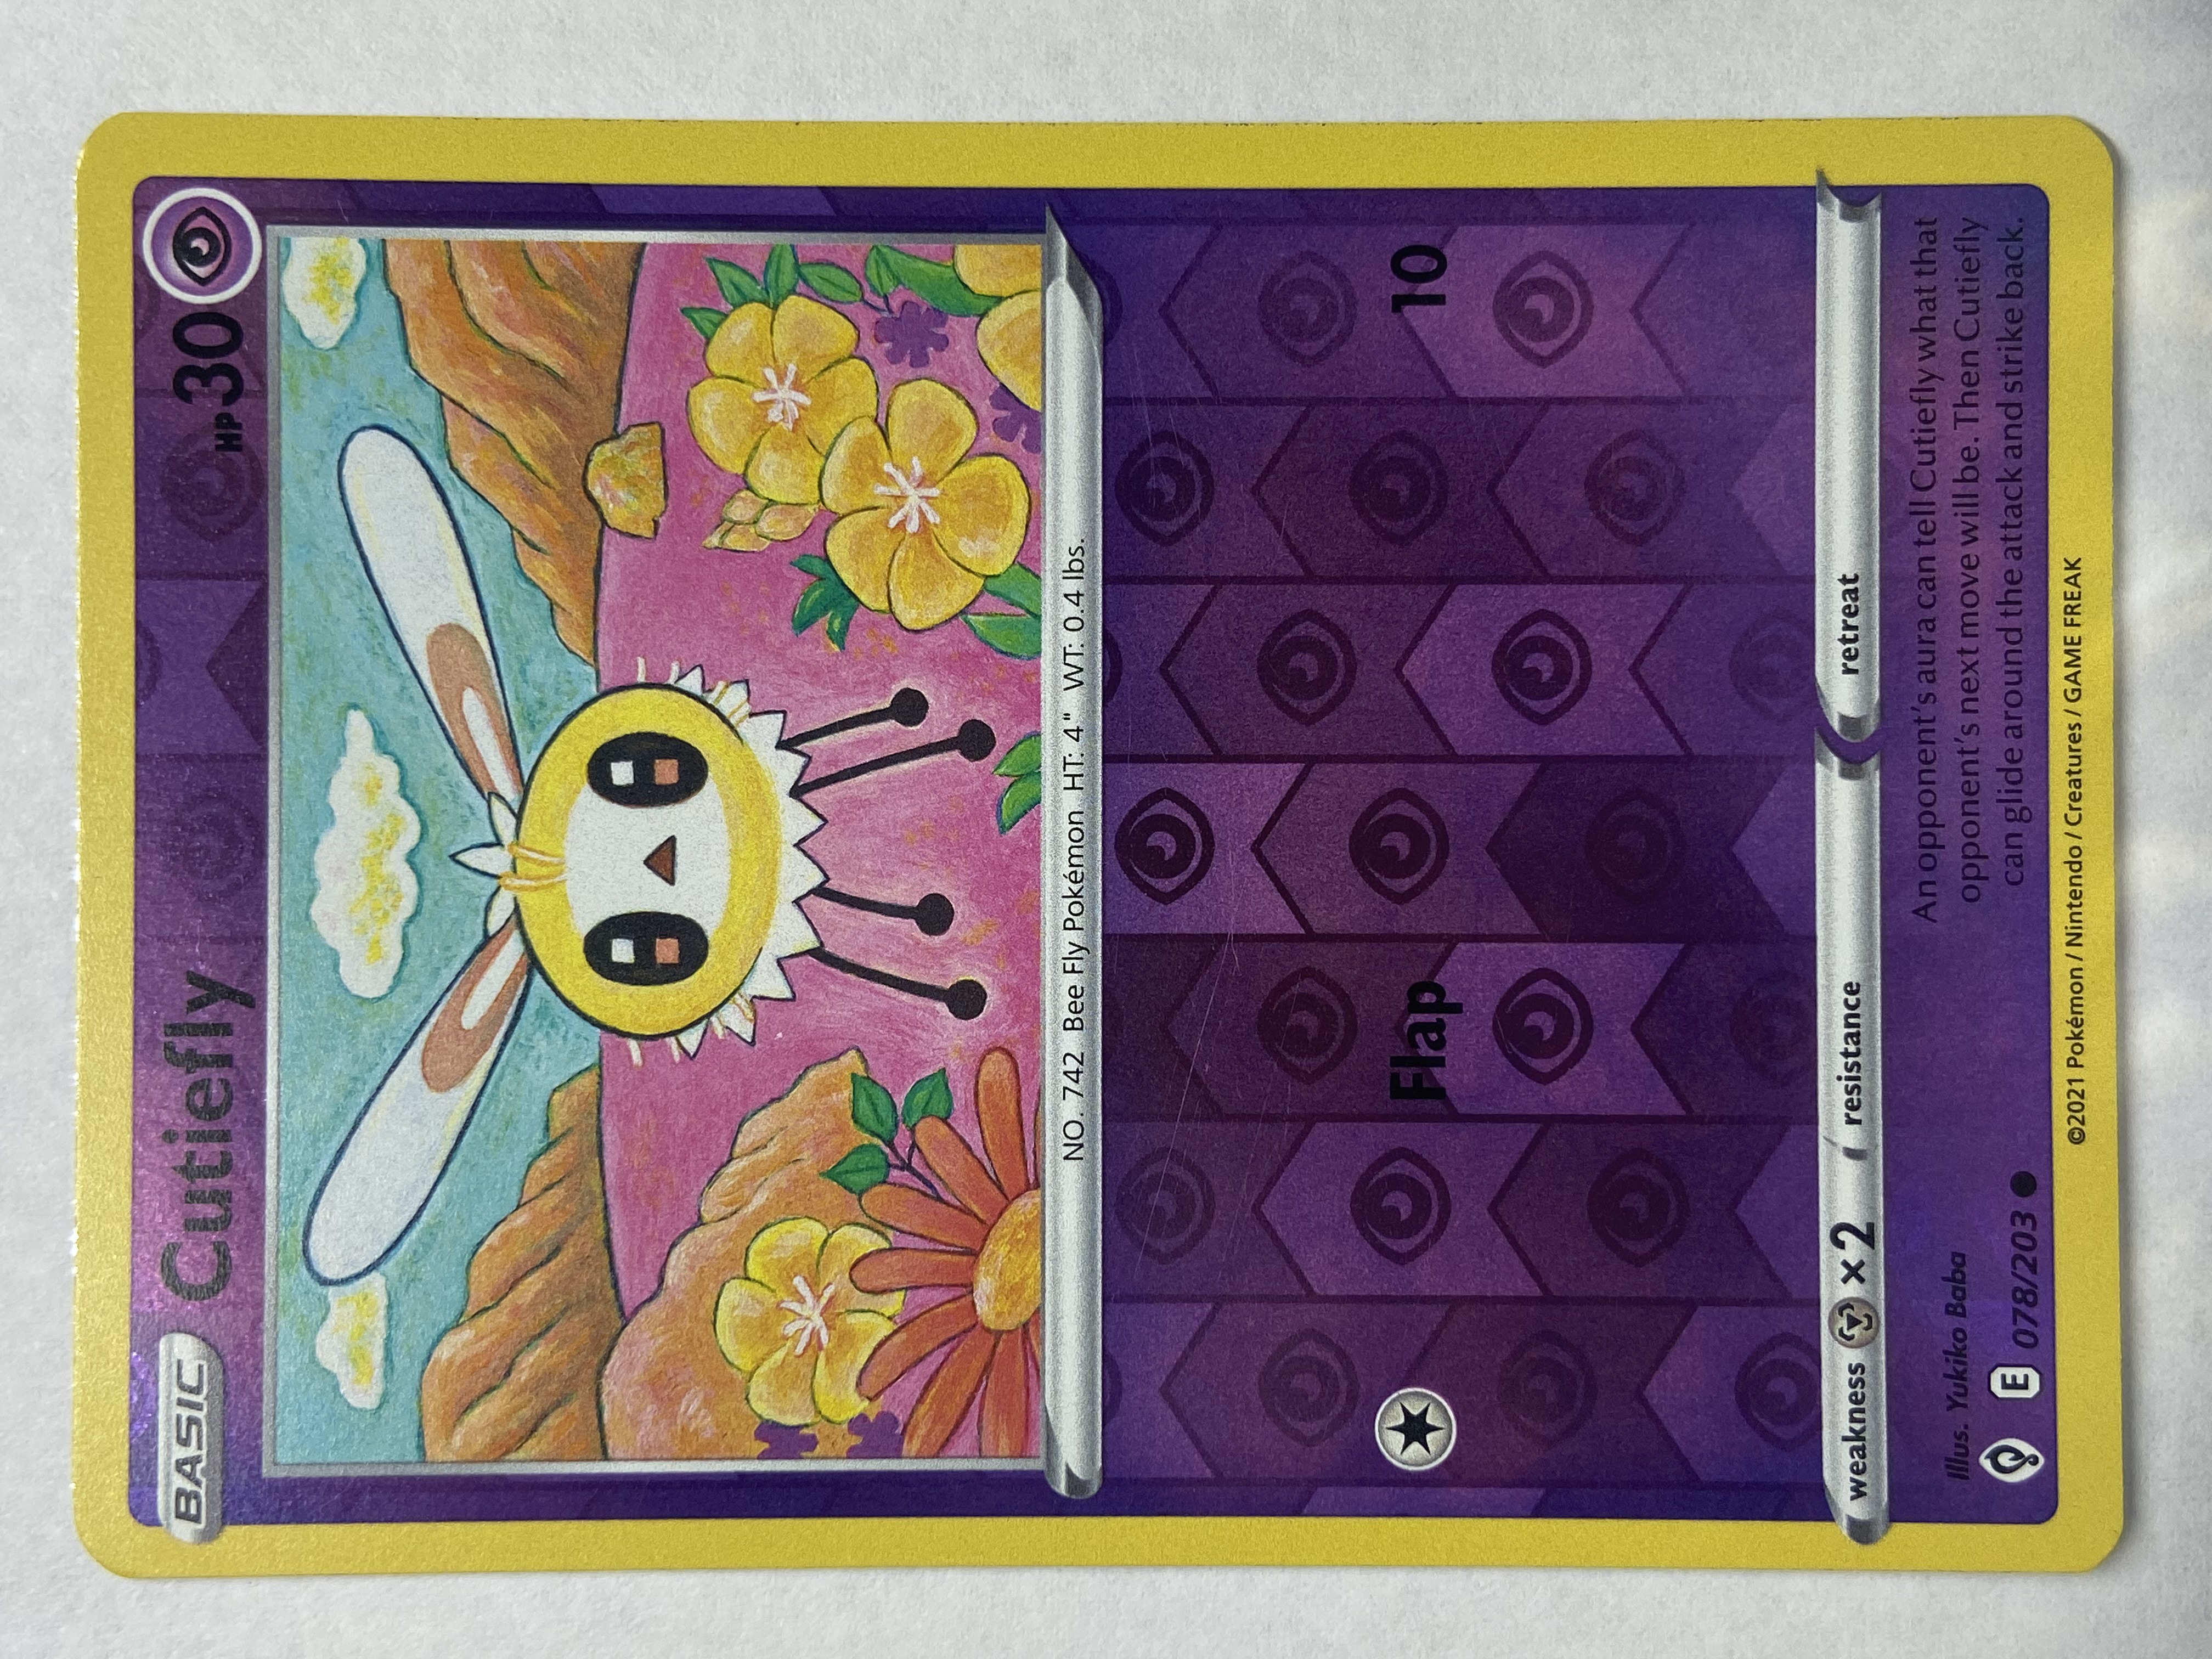 BASIC Cutiefly HP 30
NO. 742 Bee Fly Pokémon HT: 4" WT: 0.4 lbs.
Flap 10
weakness ×2 resistance retreat
An opponent's aura can tell Cutiefly what that
opponent's next move will be. Then Cutiefly
can glide around the attack and strike back.
Illus. Yukiko Baba
E 078/203
©2021 Pokémon / Nintendo / Creatures / GAME FREAK